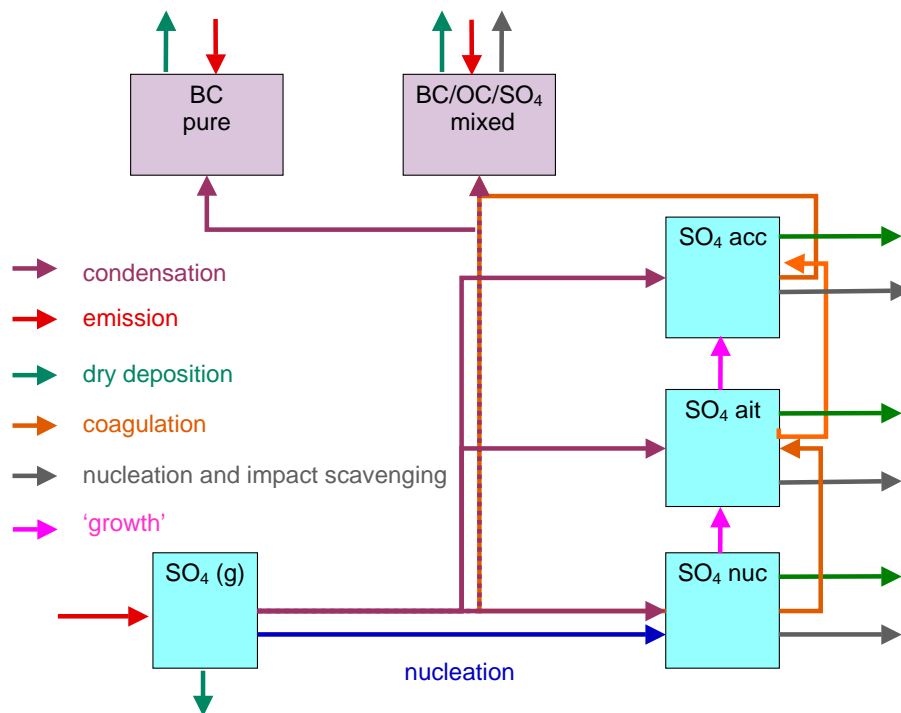 BC
pure
BC/OC/SO₄
mixed
SO₄ acc
condensation
emission
dry deposition
SO₄ ait
coagulation
nucleation and impact scavenging
‘growth’
SO₄ (g)
SO₄ nuc
nucleation